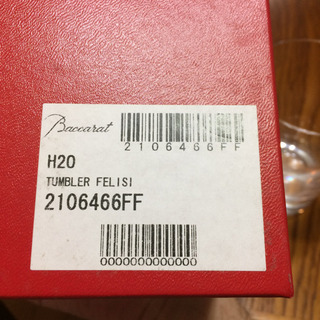 Baccarat
2106466FF
H20
TUMBLER FELISI
2106466FF
0000000000000